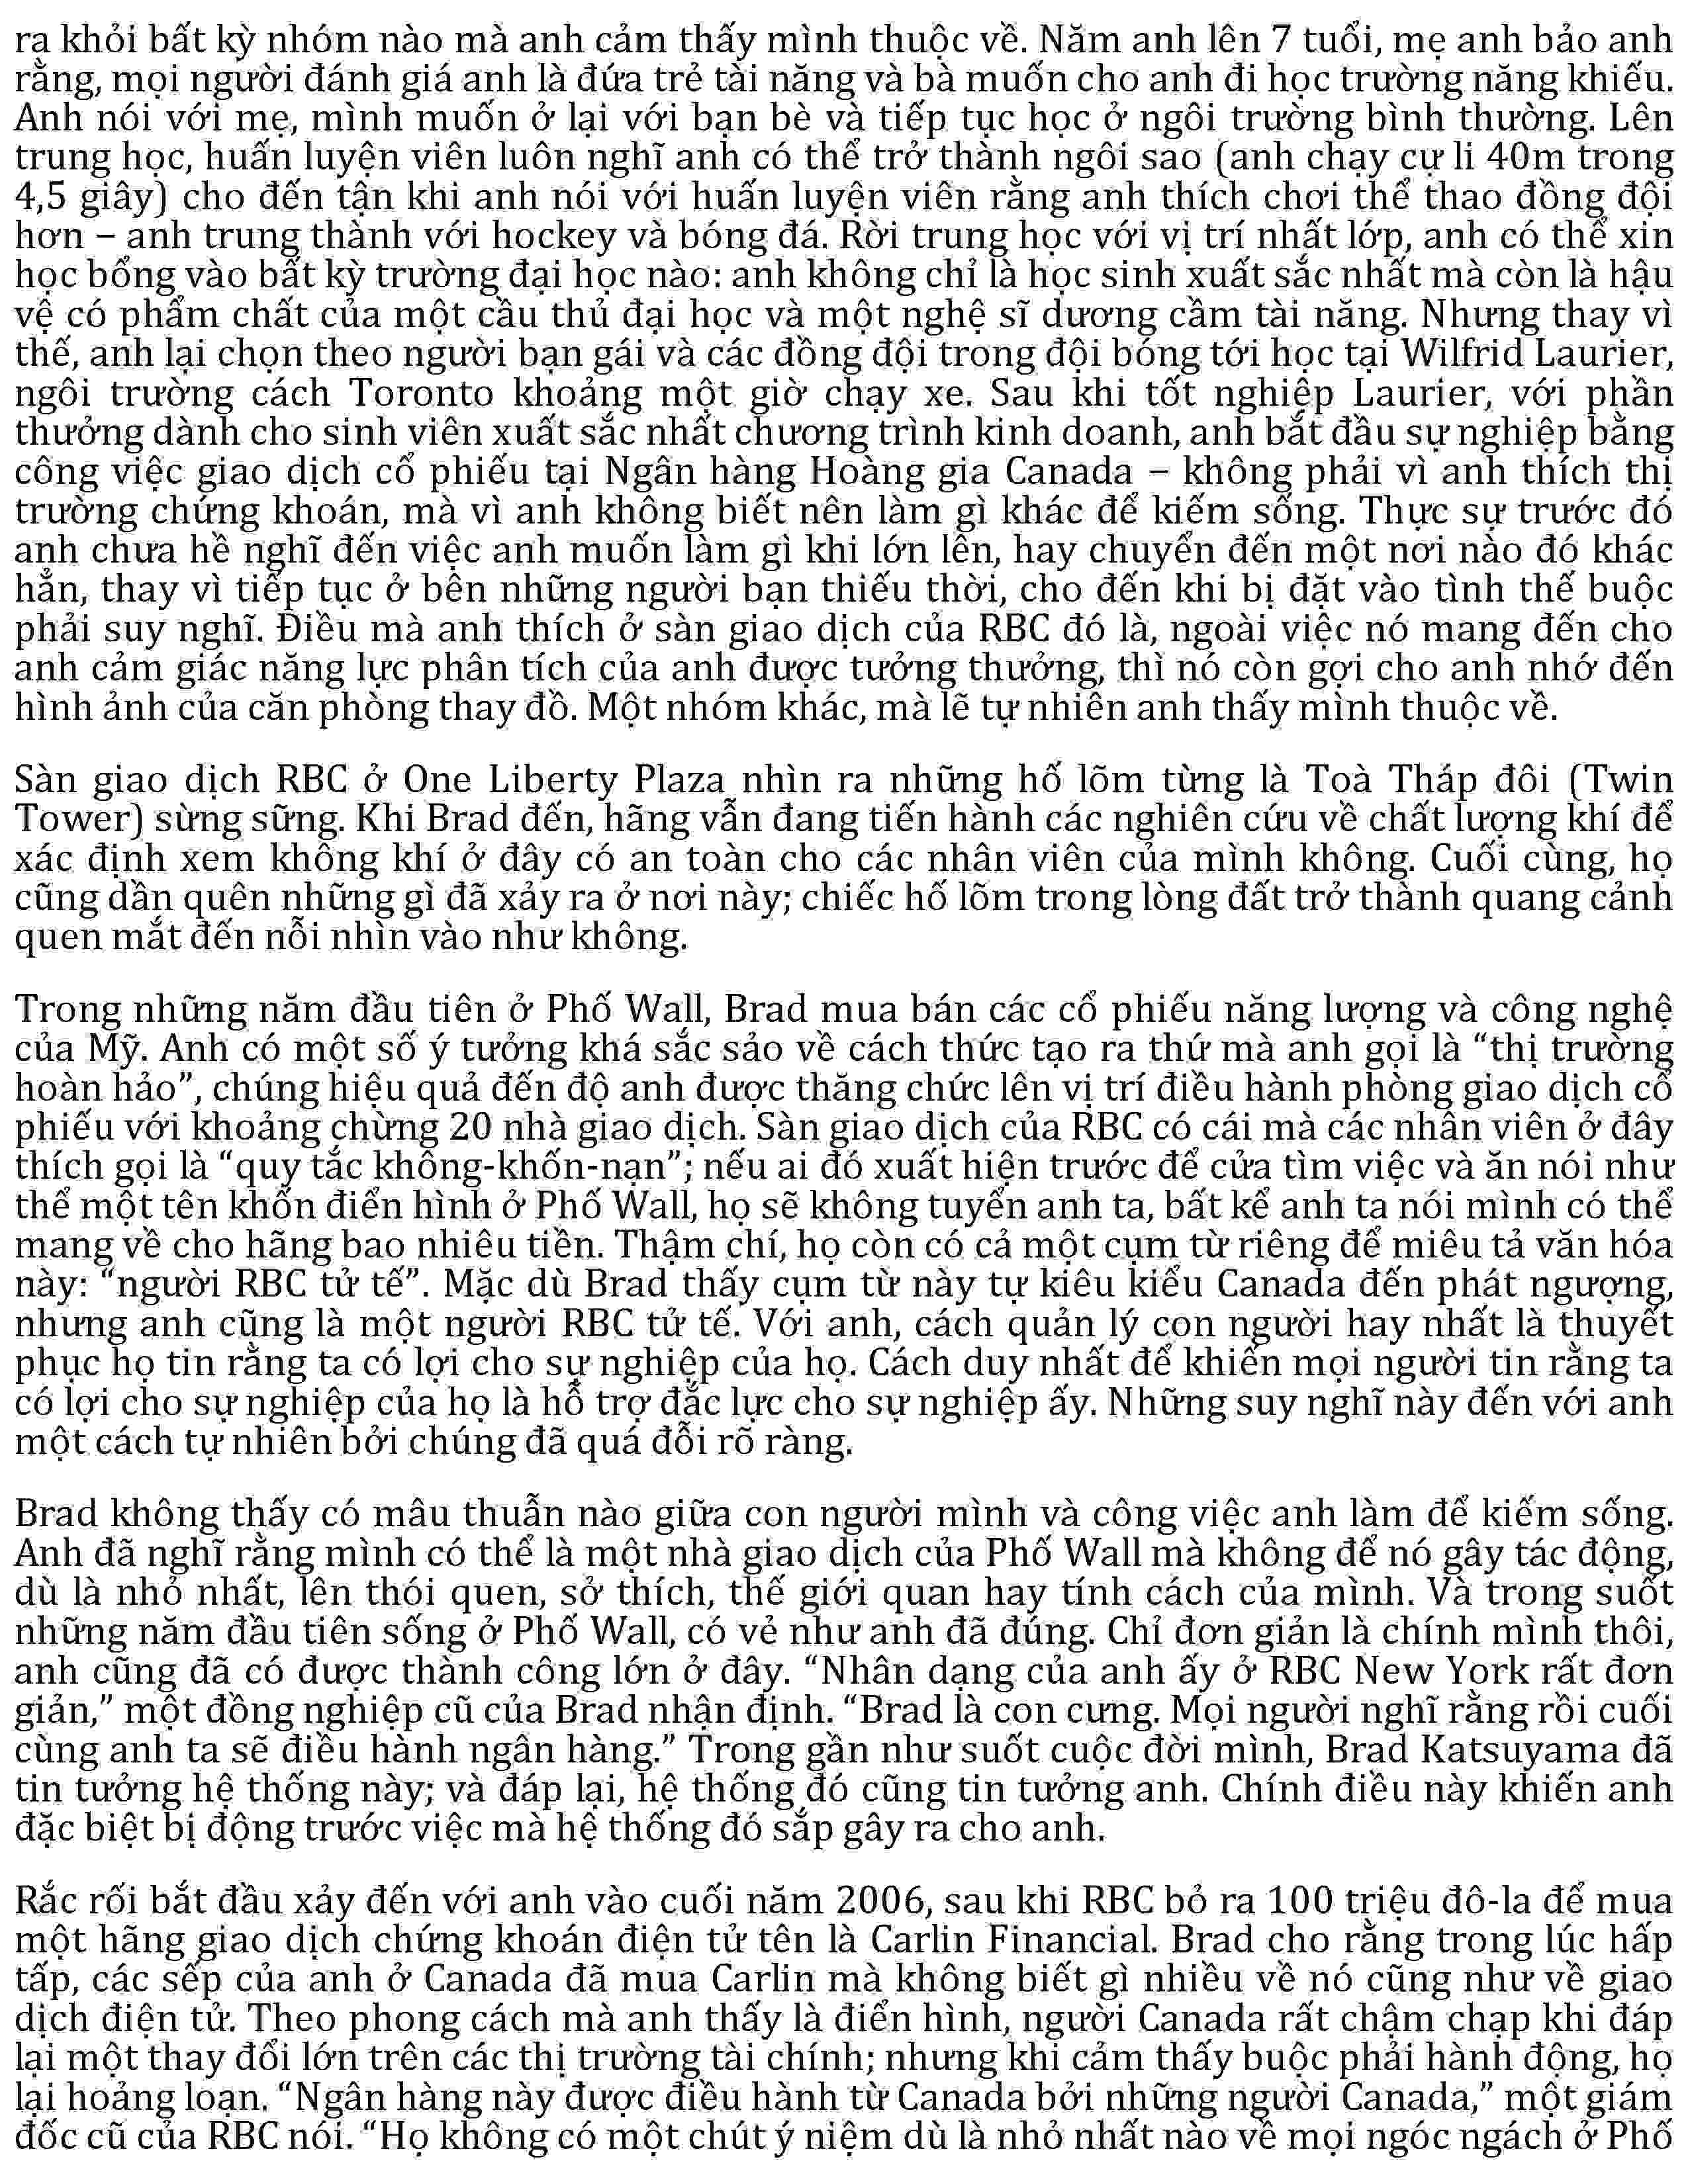 ra khỏi bất kỳ nhóm nào mà anh cảm thấy mình thuộc về. Năm anh lên 7 tuổi, mẹ anh bảo anh
rằng, mọi người đánh giá anh là đứa trẻ tài năng và bà muốn cho anh đi học trường năng khiếu.
Anh nói với mẹ, mình muốn ở lại với bạn bè và tiếp tục học ở ngôi trường bình thường. Lên
trung học, huấn luyện viên luôn nghĩ anh có thể trở thành ngôi sao (anh chạy cự li 40m trong
4,5 giây) cho đến tận khi anh nói với huấn luyện viên rằng anh thích chơi thể thao đồng đội
hơn – anh trung thành với hockey và bóng đá. Rời trung học với vị trí nhất lớp, anh có thể xin
học bổng vào bất kỳ trường đại học nào: anh không chỉ là học sinh xuất sắc nhất mà còn là hậu
vệ có phẩm chất của một cầu thủ đại học và một nghệ sĩ dương cầm tài năng. Nhưng thay vì
thế, anh lại chọn theo người bạn gái và các đồng đội trong đội bóng tới học tại Wilfrid Laurier,
ngôi trường cách Toronto khoảng một giờ chạy xe. Sau khi tốt nghiệp Laurier, với phần
thưởng dành cho sinh viên xuất sắc nhất chương trình kinh doanh, anh bắt đầu sự nghiệp bằng
công việc giao dịch cổ phiếu tại Ngân hàng Hoàng gia Canada – không phải vì anh thích thị
trường chứng khoán, mà vì anh không biết nên làm gì khác để kiếm sống. Thực sự trước đó
anh chưa hề nghĩ đến việc anh muốn làm gì khi lớn lên, hay chuyển đến một nơi nào đó khác
hẳn, thay vì tiếp tục ở bên những người bạn thiếu thời, cho đến khi bị đặt vào tình thế buộc
phải suy nghĩ. Điều mà anh thích ở sàn giao dịch của RBC đó là, ngoài việc nó mang đến cho
anh cảm giác năng lực phân tích của anh được tưởng thưởng, thì nó còn gợi cho anh nhớ đến
hình ảnh của căn phòng thay đồ. Một nhóm khác, mà lẽ tự nhiên anh thấy mình thuộc về.
Sàn giao dịch RBC ở One Liberty Plaza nhìn ra những hố lõm từng là Toà Tháp đôi (Twin
Tower) sừng sững. Khi Brad đến, hãng vẫn đang tiến hành các nghiên cứu về chất lượng khí để
xác định xem không khí ở đây có an toàn cho các nhân viên của mình không. Cuối cùng, họ
cũng dần quên những gì đã xảy ra ở nơi này; chiếc hố lõm trong lòng đất trở thành quang cảnh
quen mắt đến nỗi nhìn vào như không.
Trong những năm đầu tiên ở Phố Wall, Brad mua bán các cổ phiếu năng lượng và công nghệ
của Mỹ. Anh có một số ý tưởng khá sắc sảo về cách thức tạo ra thứ mà anh gọi là “thị trường
hoàn hảo”, chúng hiệu quả đến độ anh được thăng chức lên vị trí điều hành phòng giao dịch cổ
phiếu với khoảng chừng 20 nhà giao dịch. Sàn giao dịch của RBC có cái mà các nhân viên ở đây
thích gọi là “quy tắc không-khốn-nạn”; nếu ai đó xuất hiện trước để cửa tìm việc và ăn nói như
thể một tên khốn điển hình ở Phố Wall, họ sẽ không tuyển anh ta, bất kể anh ta nói mình có thể
mang về cho hãng bao nhiêu tiền. Thậm chí, họ còn có cả một cụm từ riêng để miêu tả văn hóa
này: “người RBC tử tế”. Mặc dù Brad thấy cụm từ này tự kiêu kiểu Canada đến phát ngượng,
nhưng anh cũng là một người RBC tử tế. Với anh, cách quản lý con người hay nhất là thuyết
phục họ tin rằng ta có lợi cho sự nghiệp của họ. Cách duy nhất để khiến mọi người tin rằng ta
có lợi cho sự nghiệp của họ là hỗ trợ đắc lực cho sự nghiệp ấy. Những suy nghĩ này đến với anh
một cách tự nhiên bởi chúng đã quá đỗi rõ ràng.
Brad không thấy có mâu thuẫn nào giữa con người mình và công việc anh làm để kiếm sống.
Anh đã nghĩ rằng mình có thể là một nhà giao dịch của Phố Wall mà không để nó gây tác động,
dù là nhỏ nhất, lên thói quen, sở thích, thế giới quan hay tính cách của mình. Và trong suốt
những năm đầu tiên sống ở Phố Wall, có vẻ như anh đã đúng. Chỉ đơn giản là chính mình thôi,
anh cũng đã có được thành công lớn ở đây. “Nhân dạng của anh ấy ở RBC New York rất đơn
giản,” một đồng nghiệp cũ của Brad nhận định. “Brad là con cưng. Mọi người nghĩ rằng rồi cuối
cùng anh ta sẽ điều hành ngân hàng.” Trong gần như suốt cuộc đời mình, Brad Katsuyama đã
tin tưởng hệ thống này; và đáp lại, hệ thống đó cũng tin tưởng anh. Chính điều này khiến anh
đặc biệt bị động trước việc mà hệ thống đó sắp gây ra cho anh.
Rắc rối bắt đầu xảy đến với anh vào cuối năm 2006, sau khi RBC bỏ ra 100 triệu đô-la để mua
một hãng giao dịch chứng khoán điện tử tên là Carlin Financial. Brad cho rằng trong lúc hấp
tấp, các sếp của anh ở Canada đã mua Carlin mà không biết gì nhiều về nó cũng như về giao
dịch điện tử. Theo phong cách mà anh thấy là điển hình, người Canada rất chậm chạp khi đáp
lại một thay đổi lớn trên các thị trường tài chính; nhưng khi cảm thấy buộc phải hành động, họ
lại hoảng loạn. “Ngân hàng này được điều hành từ Canada bởi những người Canada,” một giám
đốc cũ của RBC nói. “Họ không có một chút ý niệm dù là nhỏ nhất nào về mọi ngóc ngách ở Phố